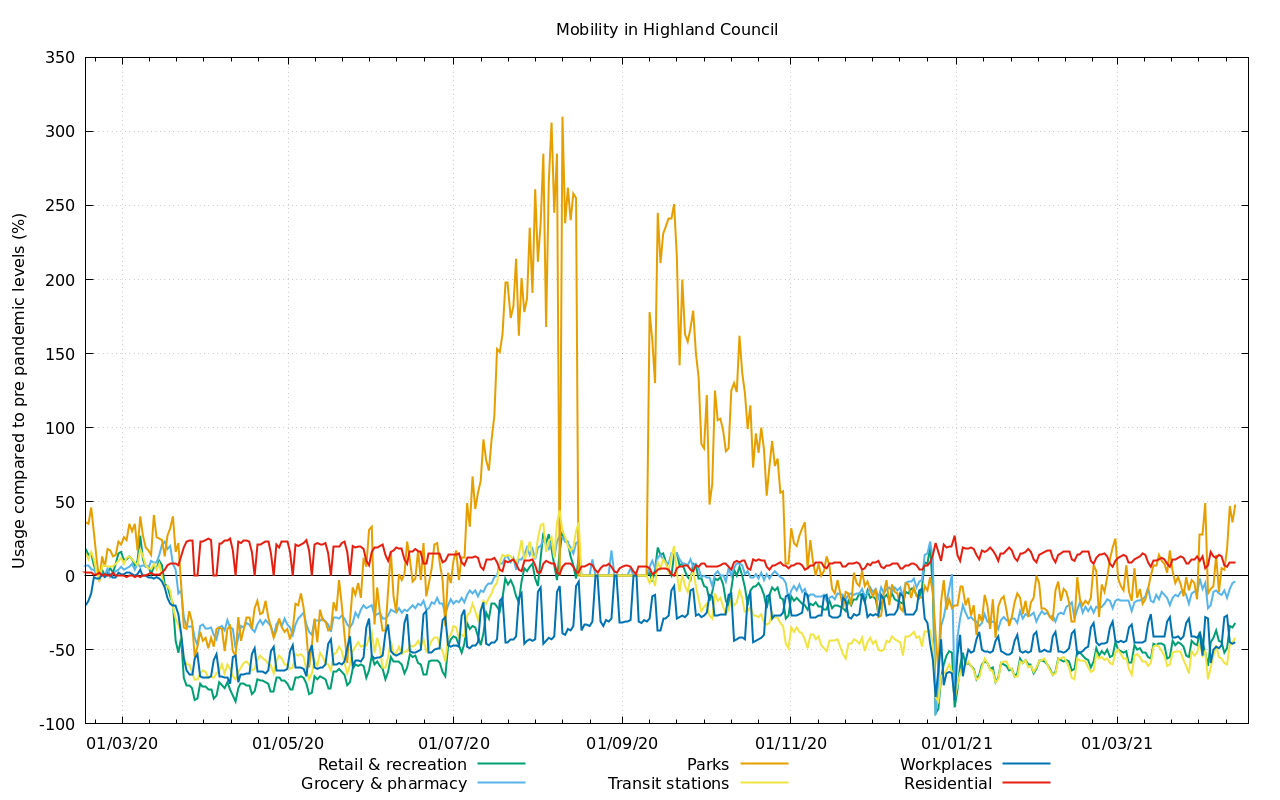 Mobility in Highland Council
Usage compared to pre pandemic levels (%)
350
300
250
200
150
100
50
0
-50
-100
01/03/20 01/05/20 01/07/20 01/09/20 01/11/20 01/01/21 01/03/21
Retail & recreation Parks Workplaces
Grocery & pharmacy Transit stations Residential